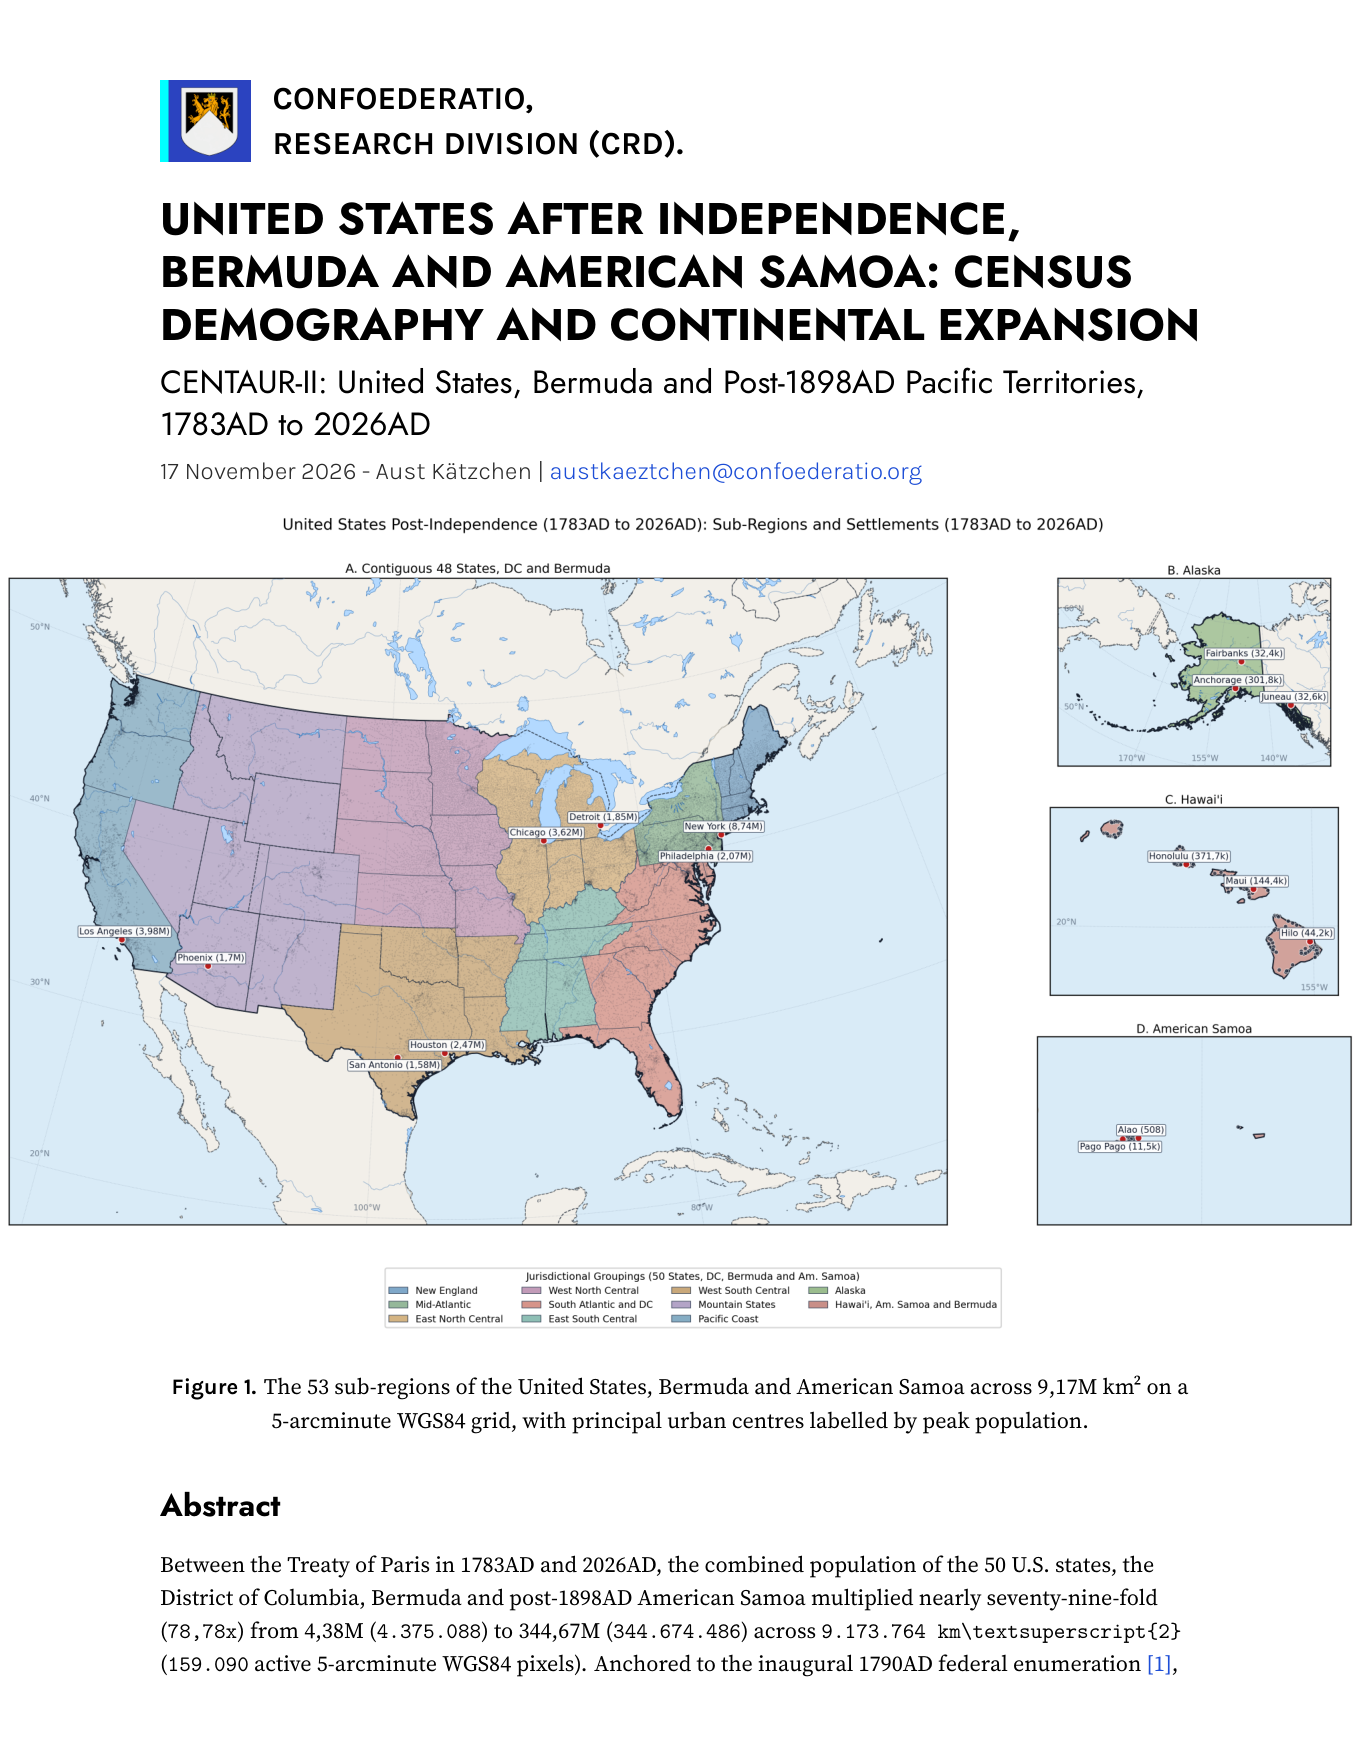 CONFOEDERATIO,
RESEARCH DIVISION (CRD).
UNITED STATES AFTER INDEPENDENCE,
BERMUDA AND AMERICAN SAMOA: CENSUS
DEMOGRAPHY AND CONTINENTAL EXPANSION
CENTAUR-II: United States, Bermuda and Post-1898AD Pacific Territories,
1783AD to 2026AD
17 November 2026 - Aust Kätzchen | austkaeztchen@confoederatio.org
United States Post-Independence (1783AD to 2026AD): Sub-Regions and Settlements (1783AD to 2026AD)
A. Contiguous 48 States, DC and Bermuda
50°N
40°N
30°N
20°N
100°W
80°W
Detroit (1,85M)
Chicago (3,62M)
New York (8,74M)
Philadelphia (2,07M)
Los Angeles (3,98M)
Phoenix (1,7M)
Houston (2,47M)
San Antonio (1,58M)
B. Alaska
60°N
Fairbanks (32,4k)
Anchorage (301,8k)
Juneau (32,6k)
50°N
170°W
155°W
140°W
C. Hawai'i
Honolulu (371,7k)
Maui (144,4k)
20°N
Hilo (44,2k)
155°W
D. American Samoa
Alao (508)
Pago Pago (11,5k)
Jurisdictional Groupings (50 States, DC, Bermuda and Am. Samoa)
New England
Mid-Atlantic
East North Central
West North Central
South Atlantic and DC
East South Central
West South Central
Mountain States
Pacific Coast
Alaska
Hawai'i, Am. Samoa and Bermuda
Figure 1. The 53 sub-regions of the United States, Bermuda and American Samoa across 9,17M km² on a
5-arcminute WGS84 grid, with principal urban centres labelled by peak population.
Abstract
Between the Treaty of Paris in 1783AD and 2026AD, the combined population of the 50 U.S. states, the
District of Columbia, Bermuda and post-1898AD American Samoa multiplied nearly seventy-nine-fold
(78,78x) from 4,38M (4.375.088) to 344,67M (344.674.486) across 9.173.764 km\textsuperscript{2}
(159.090 active 5-arcminute WGS84 pixels). Anchored to the inaugural 1790AD federal enumeration [1],